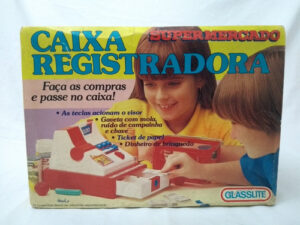 SUPERMERCADO
CAIXA
REGISTRADORA
Faça as compras
e passe no caixa!
• As teclas acionam o visor
• Gaveta com mola,
ruído de campainha
e chave
• Ticket de papel
• Dinheiro de brinquedo
GLASSLITE